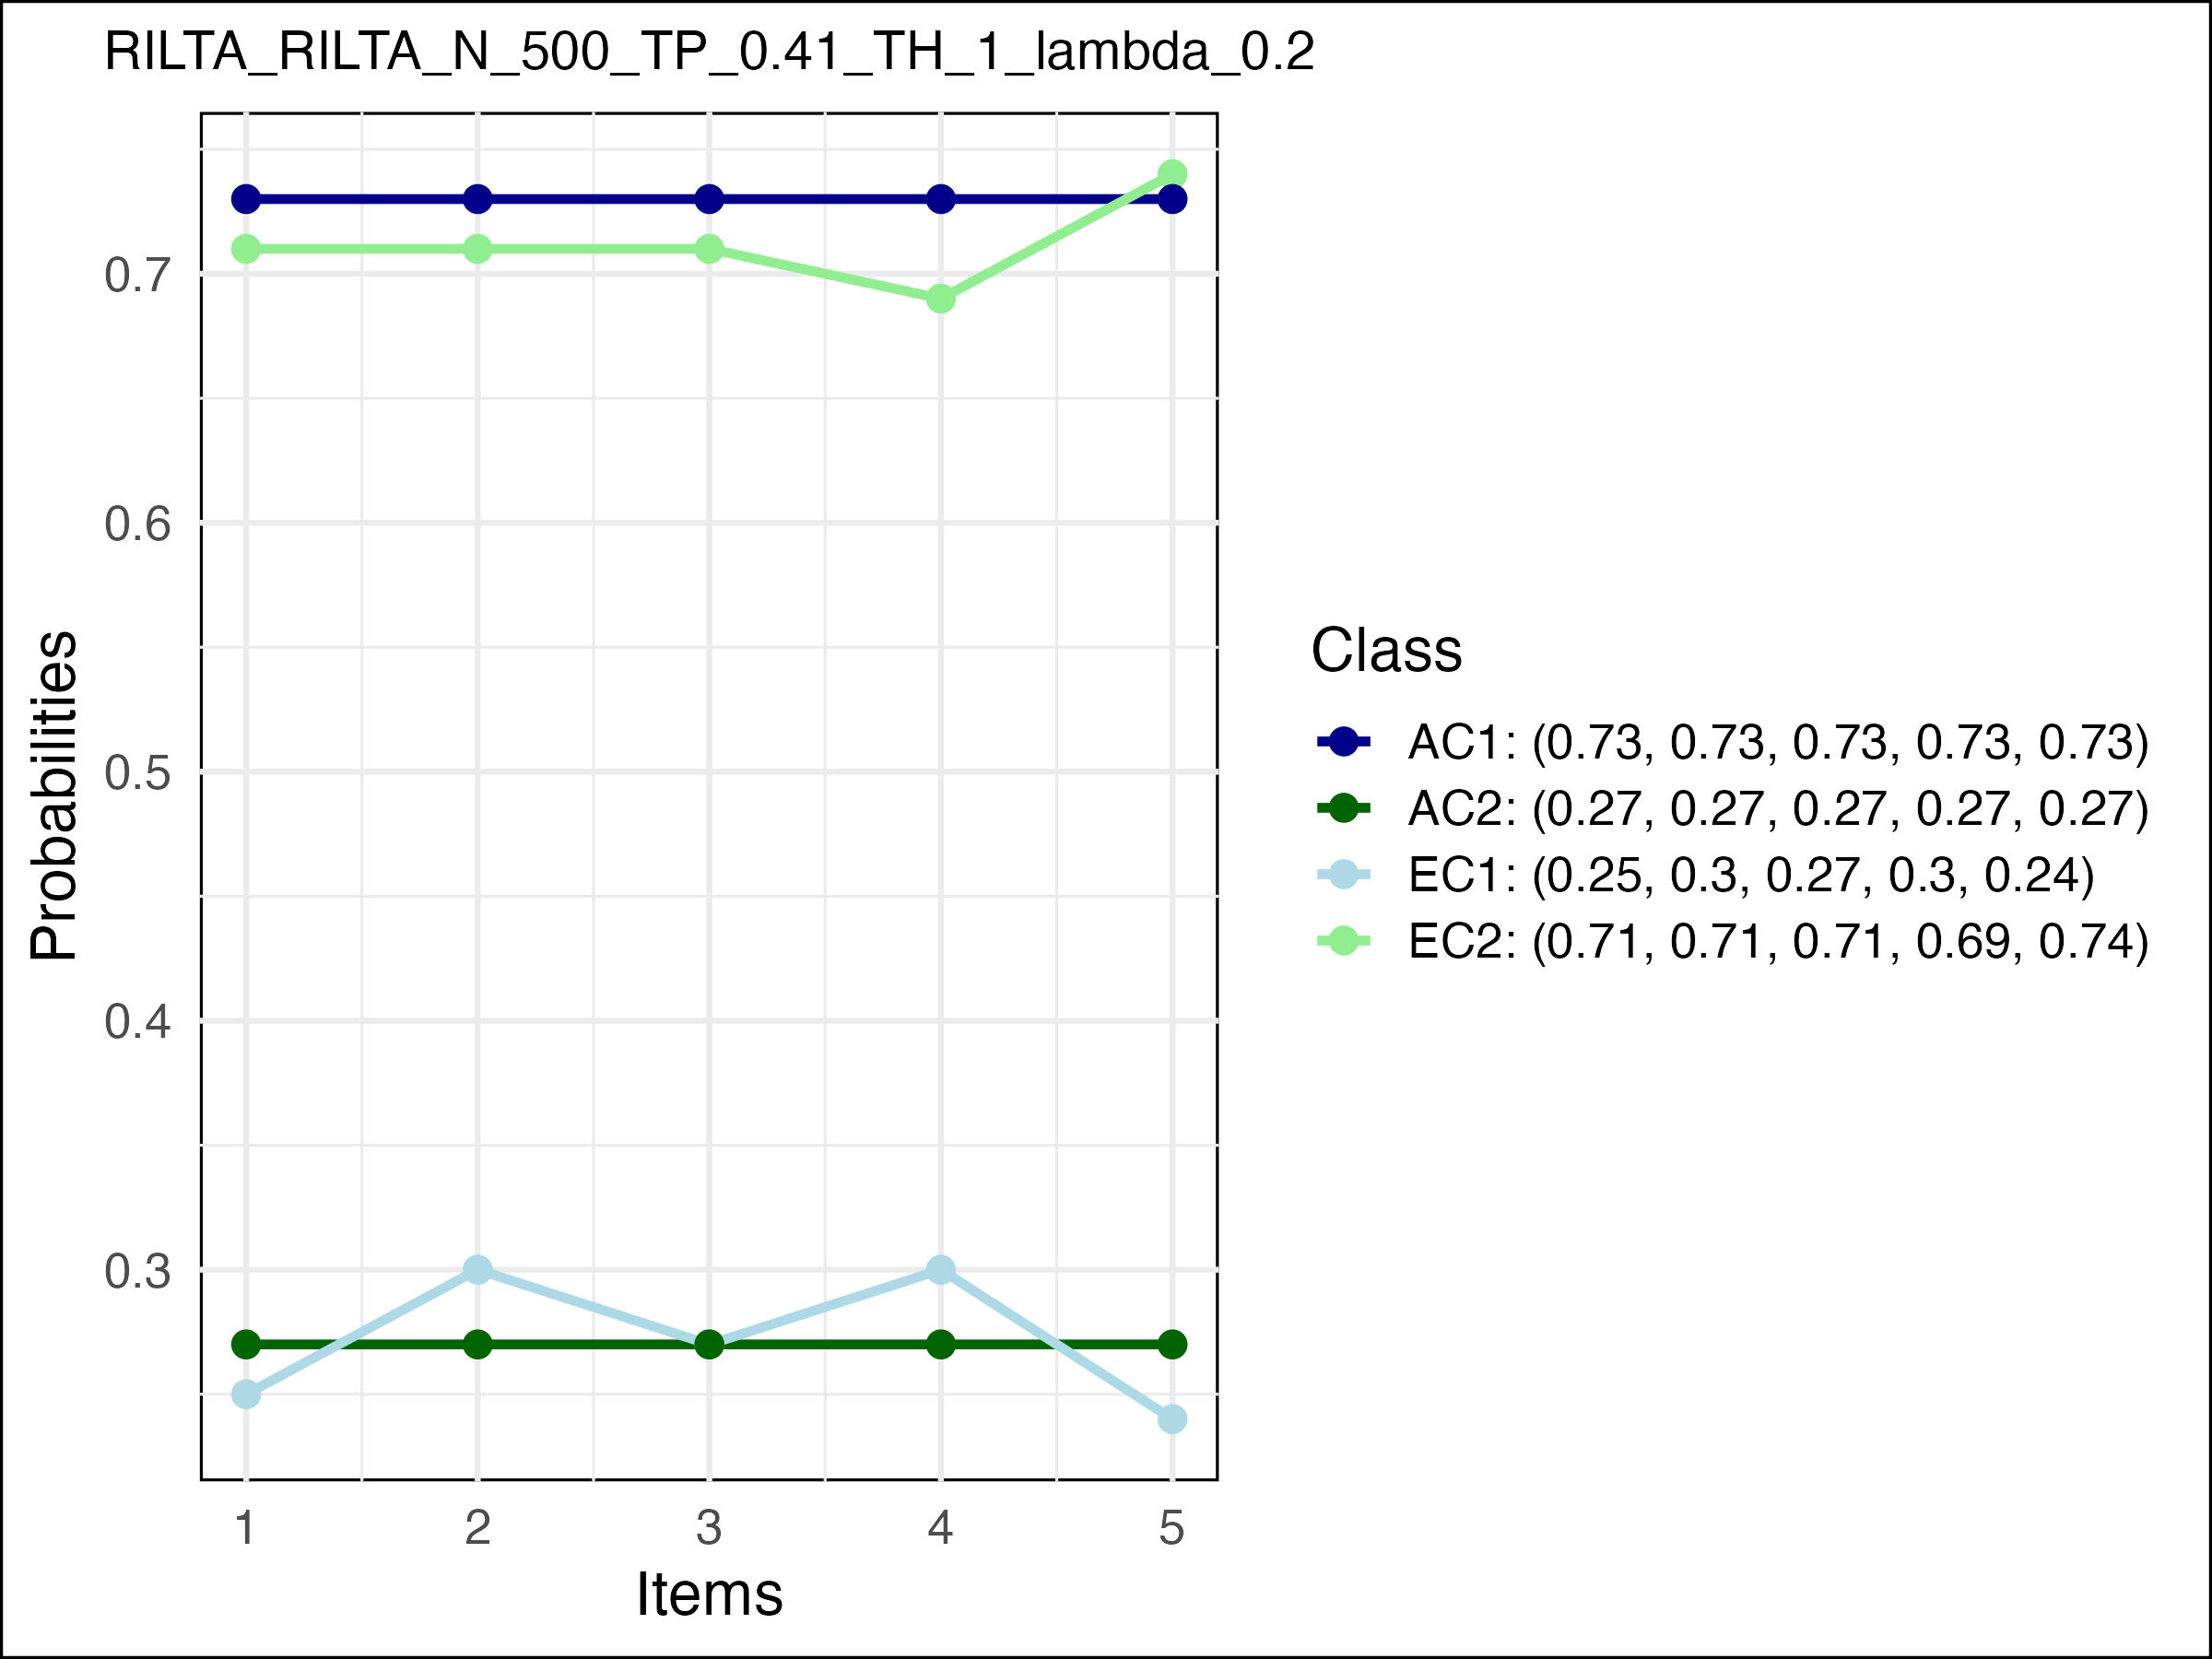 RILTA_RILTA_N_500_TP_0.41_TH_1_lambda_0.2
0.7
0.6
0.5
0.4
0.3
Probabilities
1 2 3 4 5
Items
Class
AC1: (0.73, 0.73, 0.73, 0.73, 0.73)
AC2: (0.27, 0.27, 0.27, 0.27, 0.27)
EC1: (0.25, 0.3, 0.27, 0.3, 0.24)
EC2: (0.71, 0.71, 0.71, 0.69, 0.74)